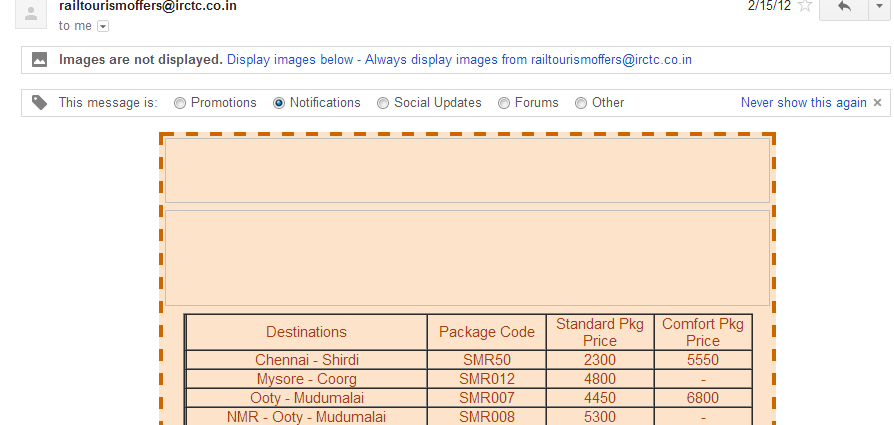 railtourismoffers@irctc.co.in 2/15/12
to me
Images are not displayed. Display images below - Always display images from railtourismoffers@irctc.co.in
This message is: Promotions Notifications Social Updates Forums Other Never show this again ×
Destinations Package Code Standard Pkg Price Comfort Pkg Price
Chennai - Shirdi SMR50 2300 5550
Mysore - Coorg SMR012 4800 -
Ooty - Mudumalai SMR007 4450 6800
NMR - Ooty - Mudumalai SMR008 5300 -